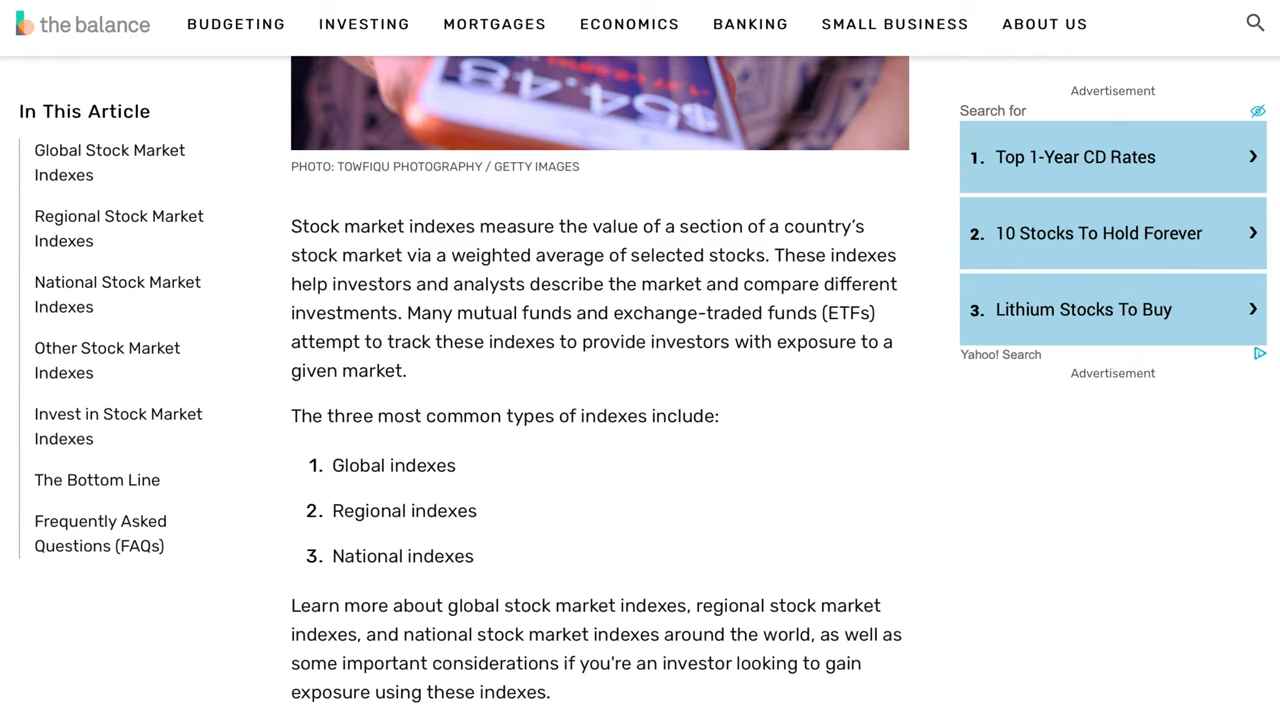 the balance
BUDGETING INVESTING MORTGAGES ECONOMICS BANKING SMALL BUSINESS ABOUT US
In This Article
Global Stock Market
Indexes
Regional Stock Market
Indexes
National Stock Market
Indexes
Other Stock Market
Indexes
Invest in Stock Market
Indexes
The Bottom Line
Frequently Asked
Questions (FAQs)
$54.48
PHOTO: TOWFIQU PHOTOGRAPHY / GETTY IMAGES
Stock market indexes measure the value of a section of a country’s
stock market via a weighted average of selected stocks. These indexes
help investors and analysts describe the market and compare different
investments. Many mutual funds and exchange-traded funds (ETFs)
attempt to track these indexes to provide investors with exposure to a
given market.
The three most common types of indexes include:
1. Global indexes
2. Regional indexes
3. National indexes
Learn more about global stock market indexes, regional stock market
indexes, and national stock market indexes around the world, as well as
some important considerations if you're an investor looking to gain
exposure using these indexes.
Advertisement
Search for
1. Top 1-Year CD Rates
2. 10 Stocks To Hold Forever
3. Lithium Stocks To Buy
Yahoo! Search
Advertisement